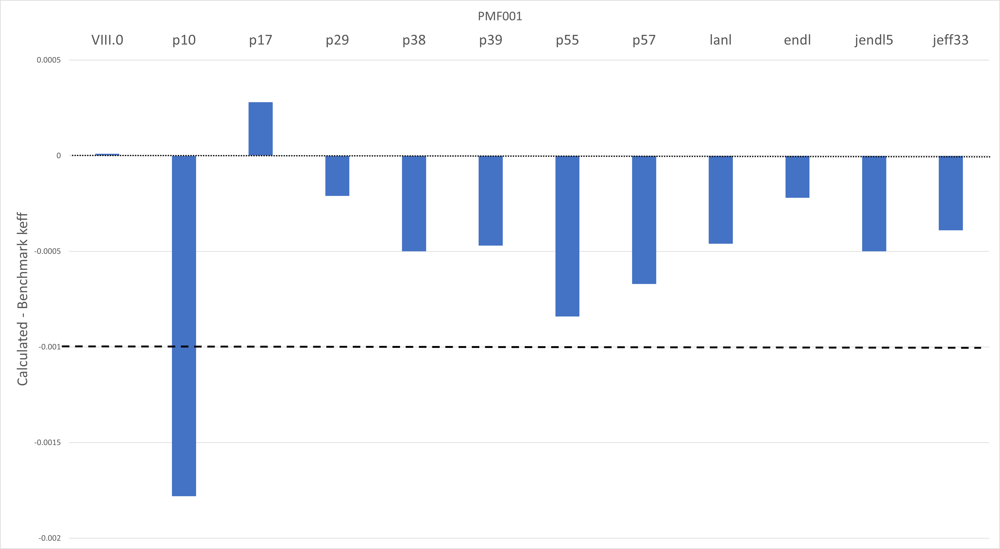 PMF001
VIII.0 p10 p17 p29 p38 p39 p55 p57 lanl endl jendl5 jeff33
0.0005
0
-0.0005
-0.001
-0.0015
-0.002
Calculated - Benchmark keff